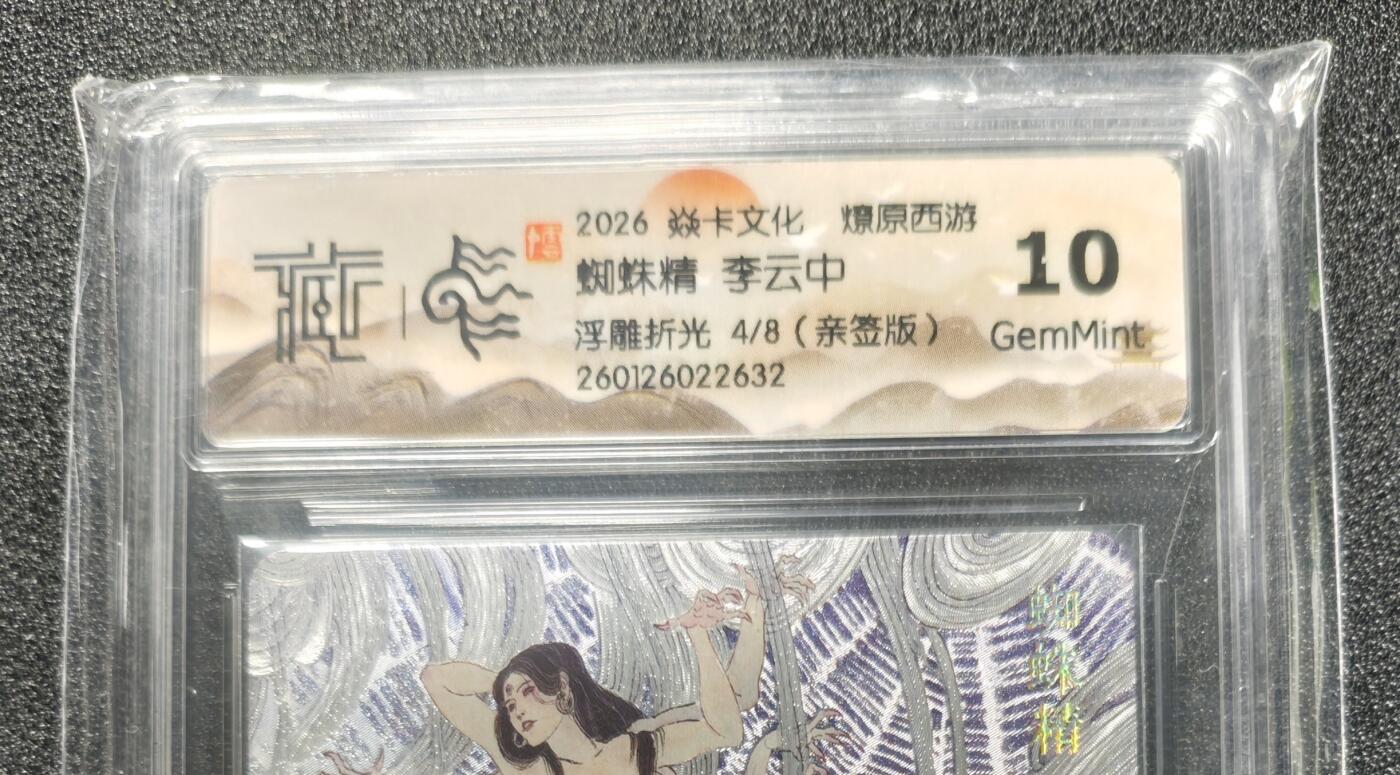 藏
2026 焱卡文化 燎原西游
蜘蛛精 李云中
浮雕折光 4/8（亲签版）
260126022632
10
GemMint
蜘蛛精